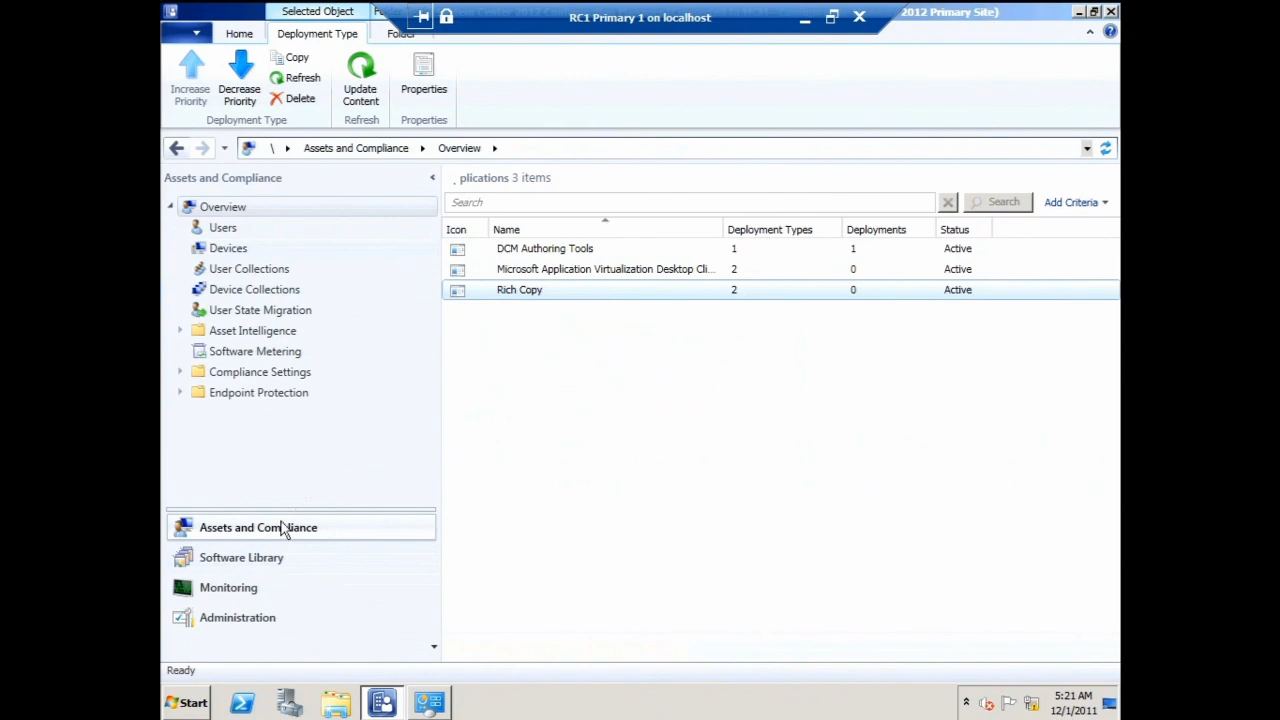 Selected Object
RC1 Primary 1 on localhost
2012 Primary Site)
Home
Deployment Type
Folder
Increase Priority
Decrease Priority
Copy
Refresh
Delete
Update Content
Properties
Deployment Type
Refresh
Properties
\ Assets and Compliance Overview
Assets and Compliance
Overview
Users
Devices
User Collections
Device Collections
User State Migration
Asset Intelligence
Software Metering
Compliance Settings
Endpoint Protection
Assets and Compliance
Software Library
Monitoring
Administration
plications 3 items
Search
Search
Add Criteria
Icon Name Deployment Types Deployments Status
DCM Authoring Tools 1 1 Active
Microsoft Application Virtualization Desktop Cli... 2 0 Active
Rich Copy 2 0 Active
Ready
Start
5:21 AM
12/1/2011